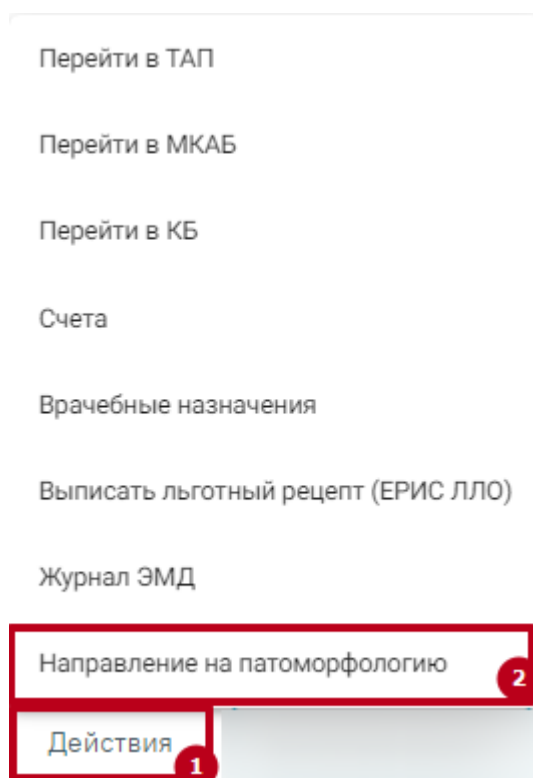 Перейти в ТАП
Перейти в МКАБ
Перейти в КБ
Счета
Врачебные назначения
Выписать льготный рецепт (ЕРИС ЛЛО)
Журнал ЭМД
Направление на патоморфологию
2
Действия
1